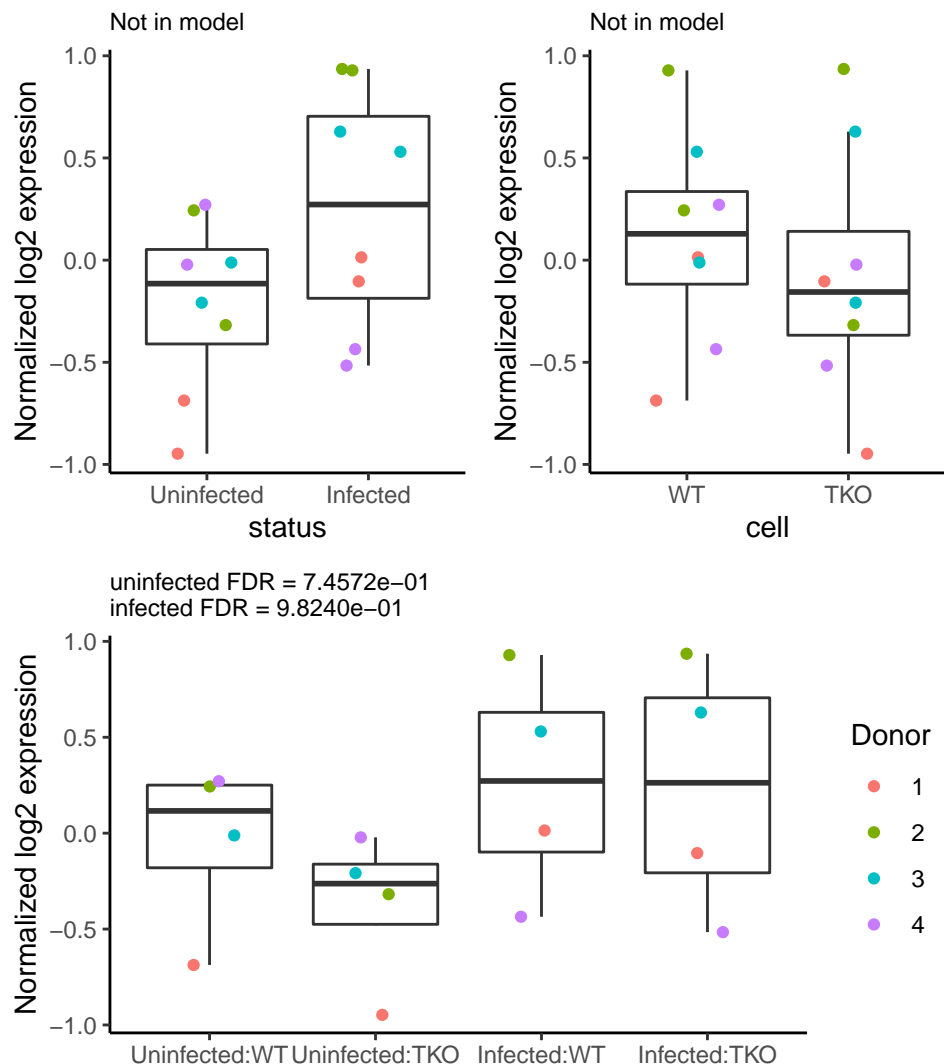 Not in model
Normalized log2 expression
1.0
0.5
0.0
−0.5
−1.0
Uninfected
Infected
status
Not in model
Normalized log2 expression
1.0
0.5
0.0
−0.5
−1.0
WT
TKO
cell
uninfected FDR = 7.4572e−01
infected FDR = 9.8240e−01
Normalized log2 expression
1.0
0.5
0.0
−0.5
−1.0
Uninfected:WT
Uninfected:TKO
Infected:WT
Infected:TKO
Donor
1
2
3
4